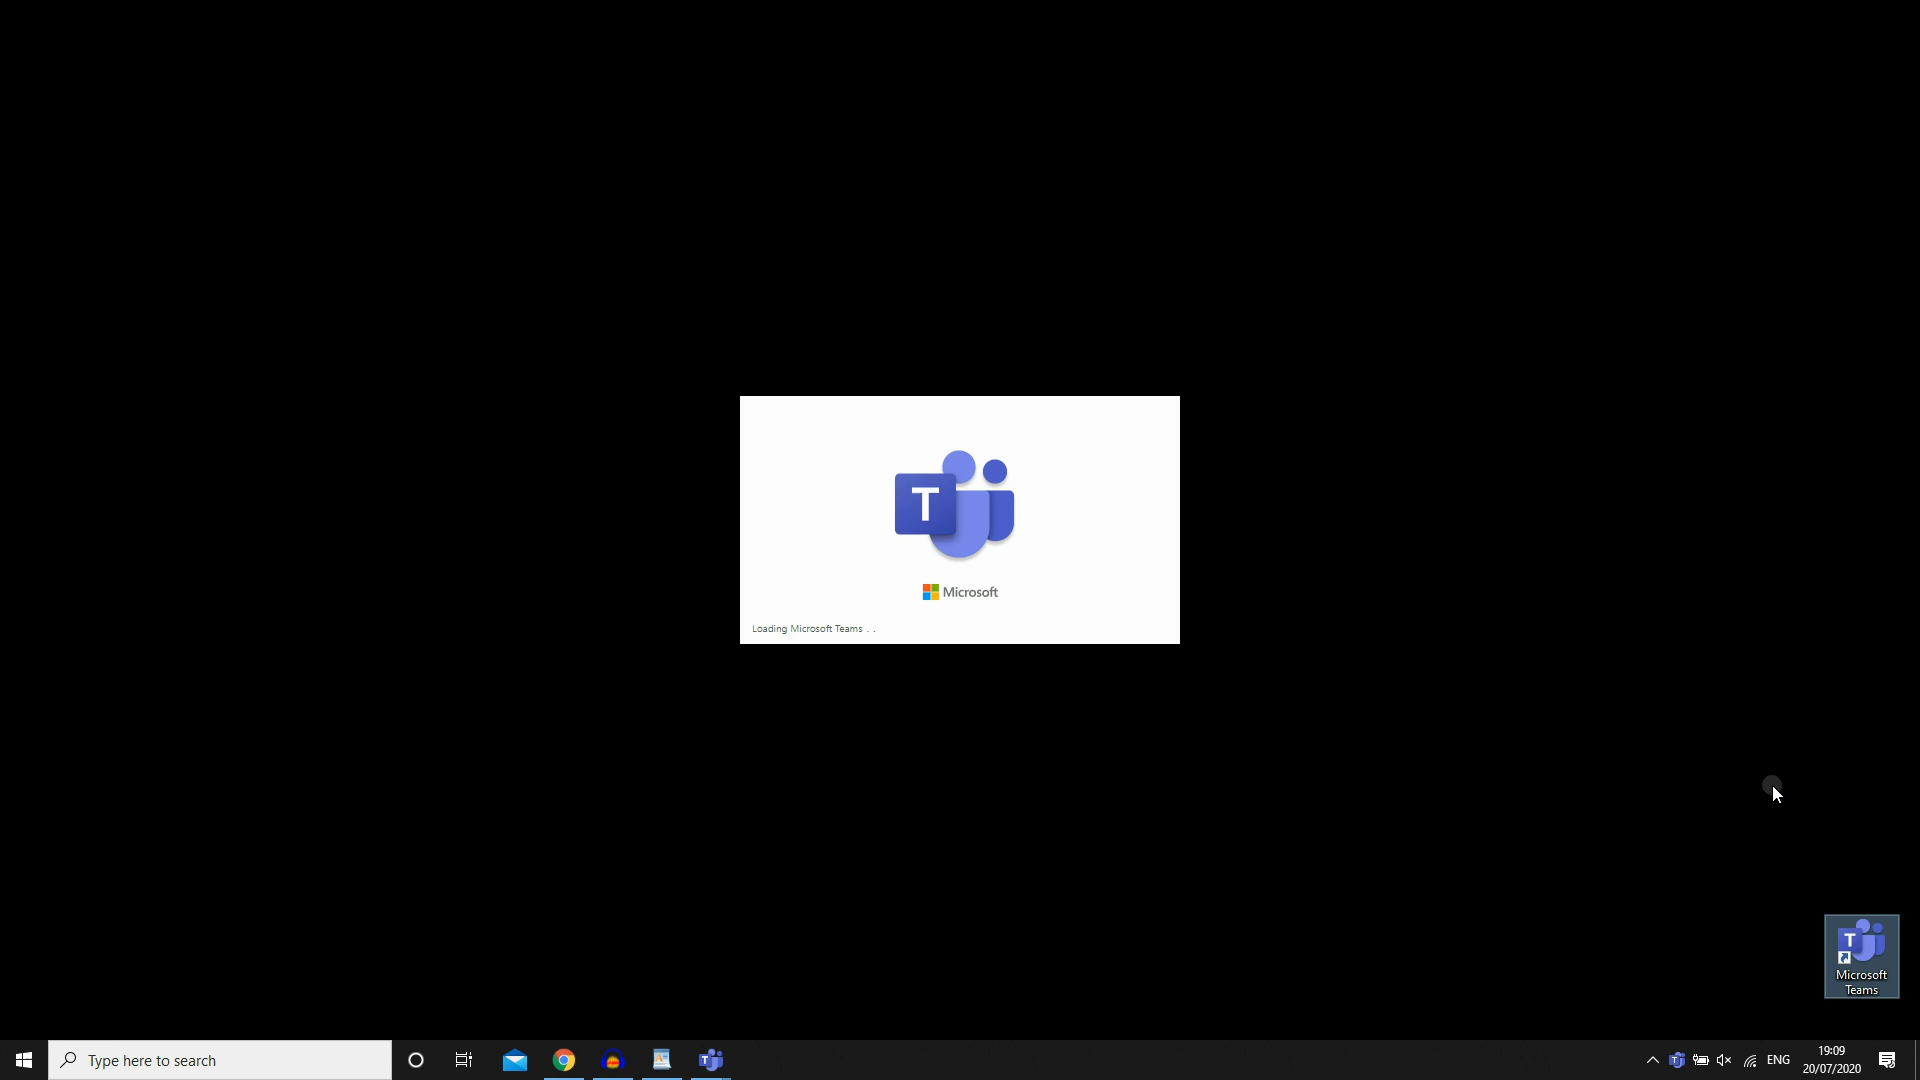 T
Microsoft
Loading Microsoft Teams . .
T
Microsoft
Teams
Type here to search
T
T
ENG
19:09
20/07/2020